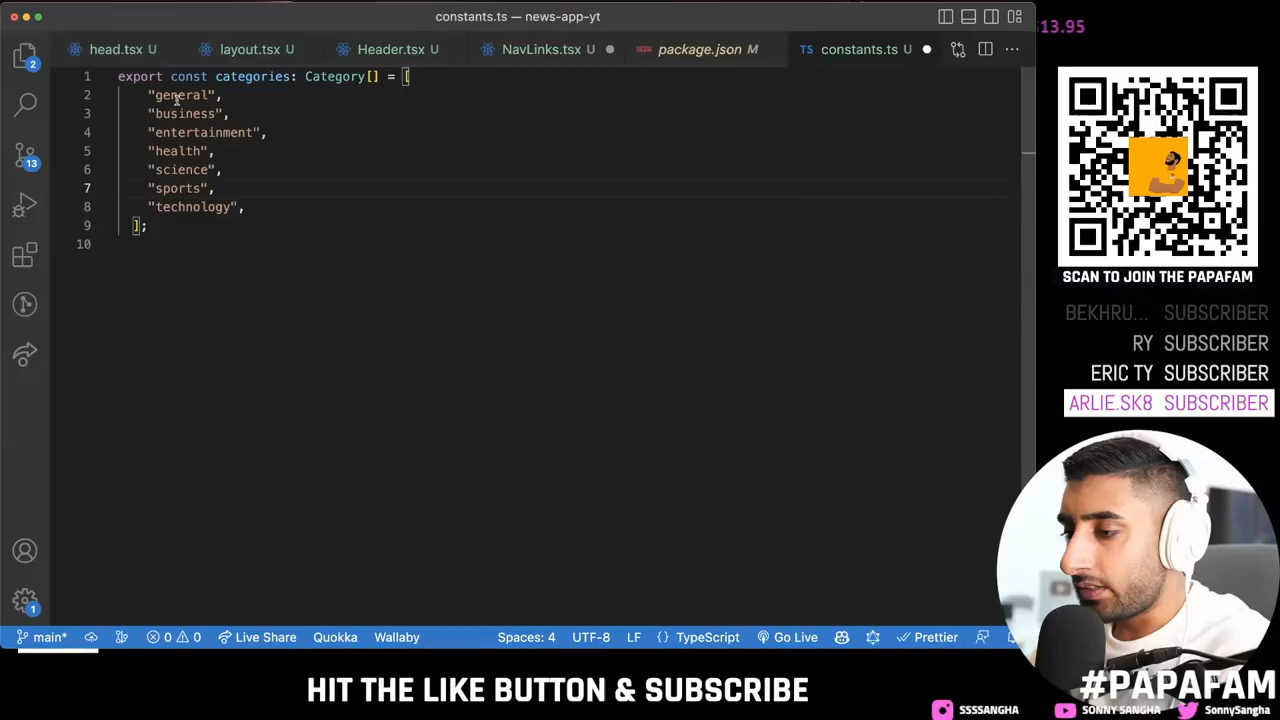 constants.ts — news-app-yt
head.tsx U
layout.tsx U
Header.tsx U
NavLinks.tsx U
package.json M
TS constants.ts U
2
13
1
1 export const categories: Category[] = [
2 "general",
3 "business",
4 "entertainment",
5 "health",
6 "science",
7 "sports",
8 "technology",
9 ];
10
main* 0 0 Live Share Quokka Wallaby Spaces: 4 UTF-8 LF {} TypeScript Go Live Prettier
13.95
SCAN TO JOIN THE PAPAFAM
BEKHRU... SUBSCRIBER
RY SUBSCRIBER
ERIC TY SUBSCRIBER
ARLIE.SK8 SUBSCRIBER
HIT THE LIKE BUTTON & SUBSCRIBE
#PAPAFAM
SSSSANGHA SONNY SANGHA SonnySangha